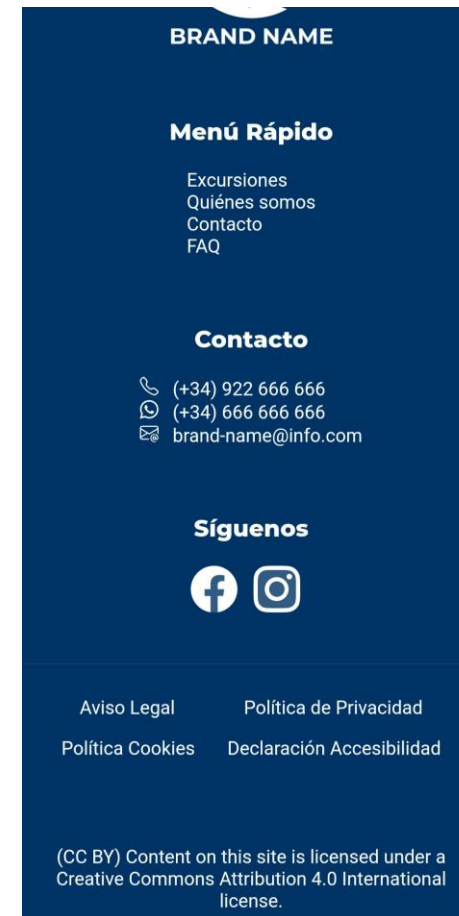 BRAND NAME
Menú Rápido
Excursiones
Quiénes somos
Contacto
FAQ
Contacto
(+34) 922 666 666
(+34) 666 666 666
brand-name@info.com
Síguenos
Aviso Legal
Política de Privacidad
Política Cookies
Declaración Accesibilidad
(CC BY) Content on this site is licensed under a
Creative Commons Attribution 4.0 International
license.